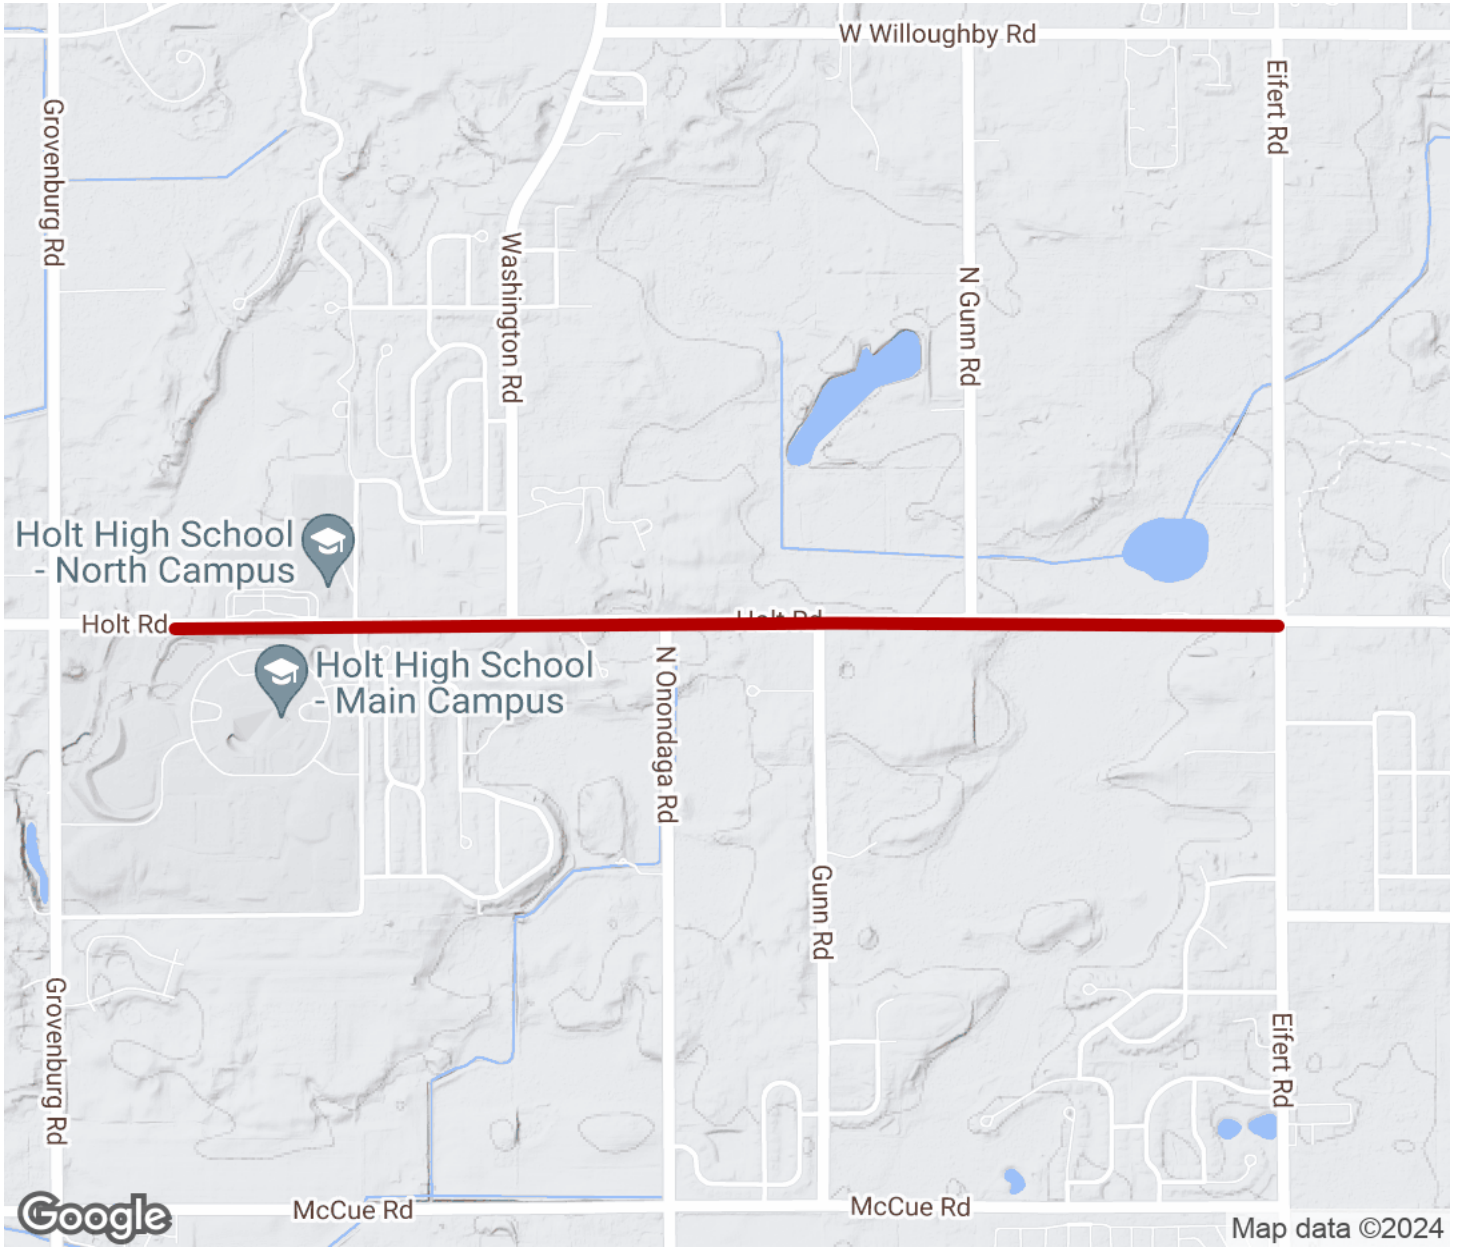 W Willoughby Rd
Grovenburg Rd
Eifert Rd
Washington Rd
N Gunn Rd
Holt High School
- North Campus
Holt Rd
Holt Rd
Holt High School
- Main Campus
N Onondaga Rd
Gunn Rd
Grovenburg Rd
Eifert Rd
McCue Rd
McCue Rd
Google
Map data ©2024